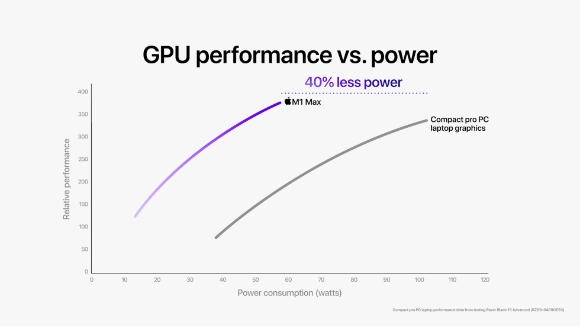 GPU performance vs. power
40% less power
M1 Max
Compact pro PC
laptop graphics
Relative performance
400
350
300
250
200
150
100
50
0
0 10 20 30 40 50 60 70 80 90 100 110 120
Power consumption (watts)
Compact pro PC laptop performance data from testing Razer Blade 15 Advanced